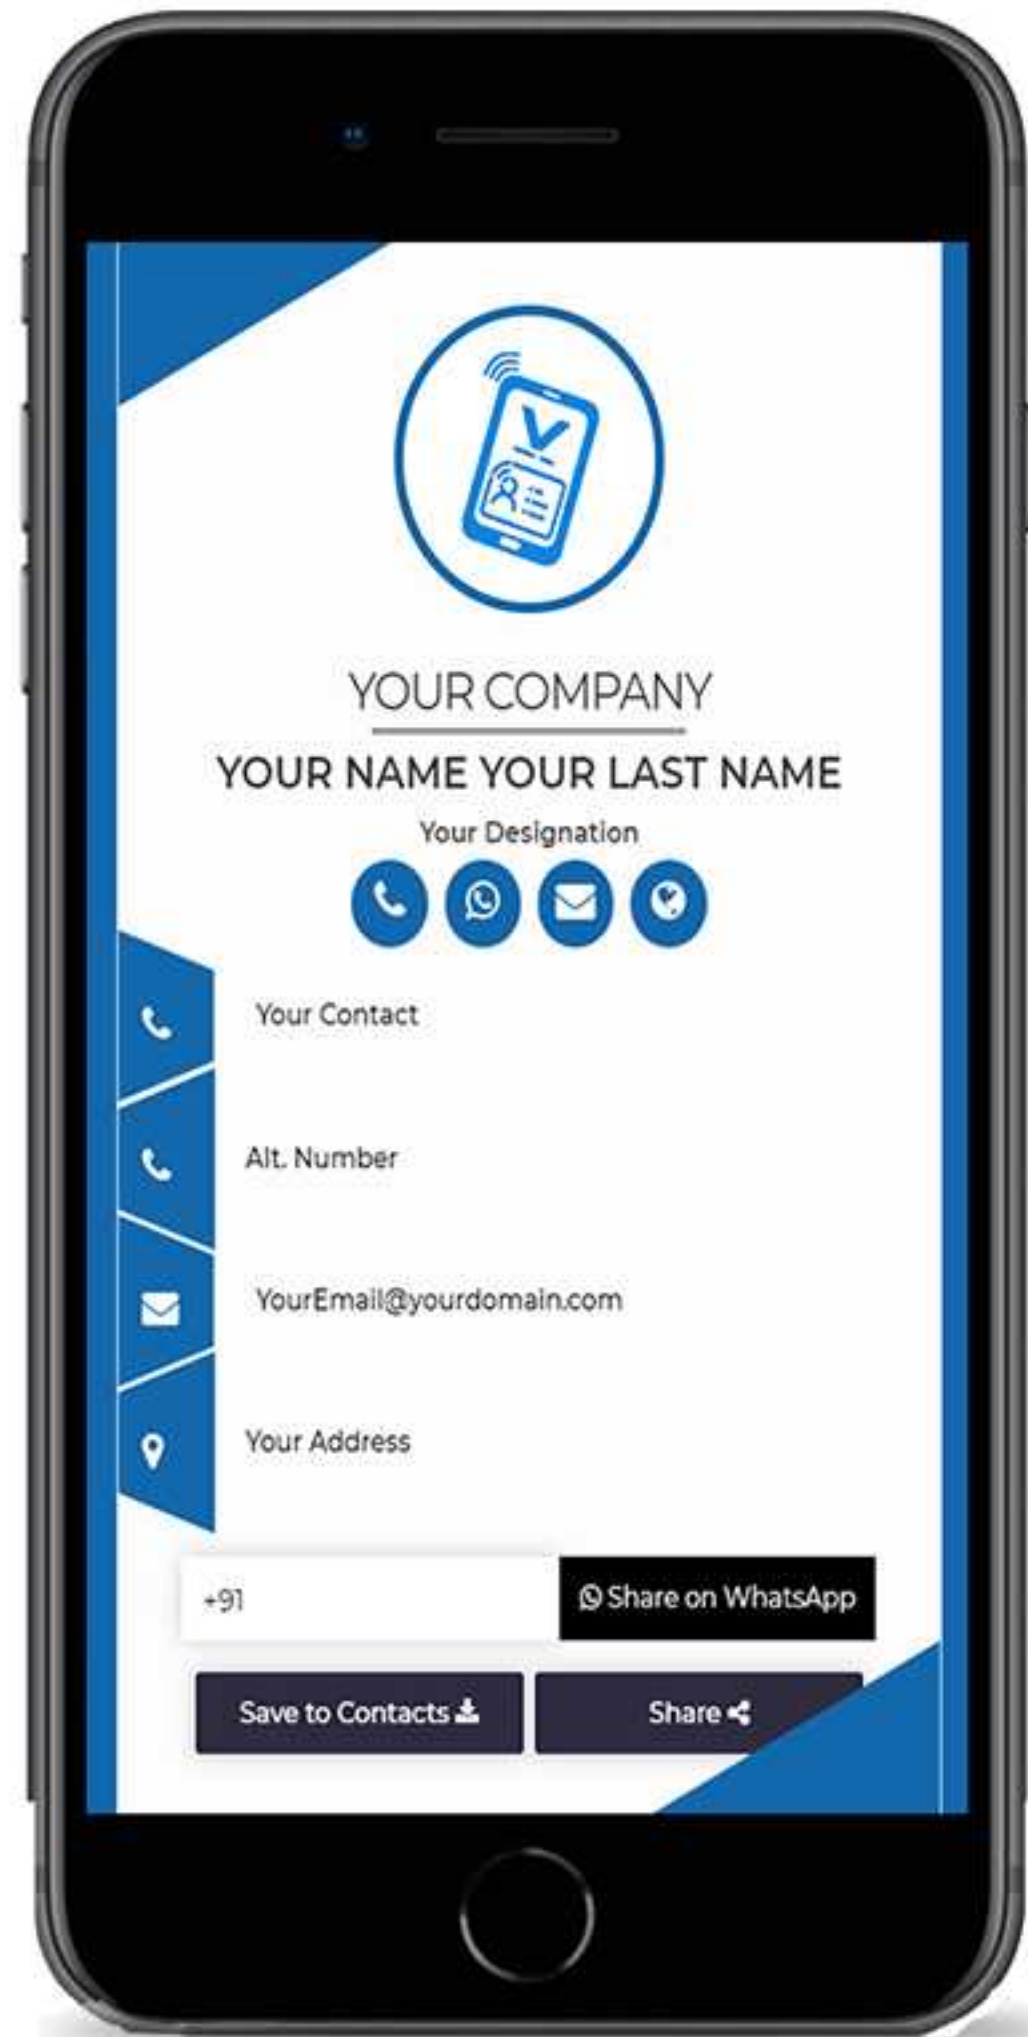 V
YOUR COMPANY
YOUR NAME YOUR LAST NAME
Your Designation
Your Contact
Alt. Number
YourEmail@yourdomain.com
Your Address
+91
Share on WhatsApp
Save to Contacts
Share